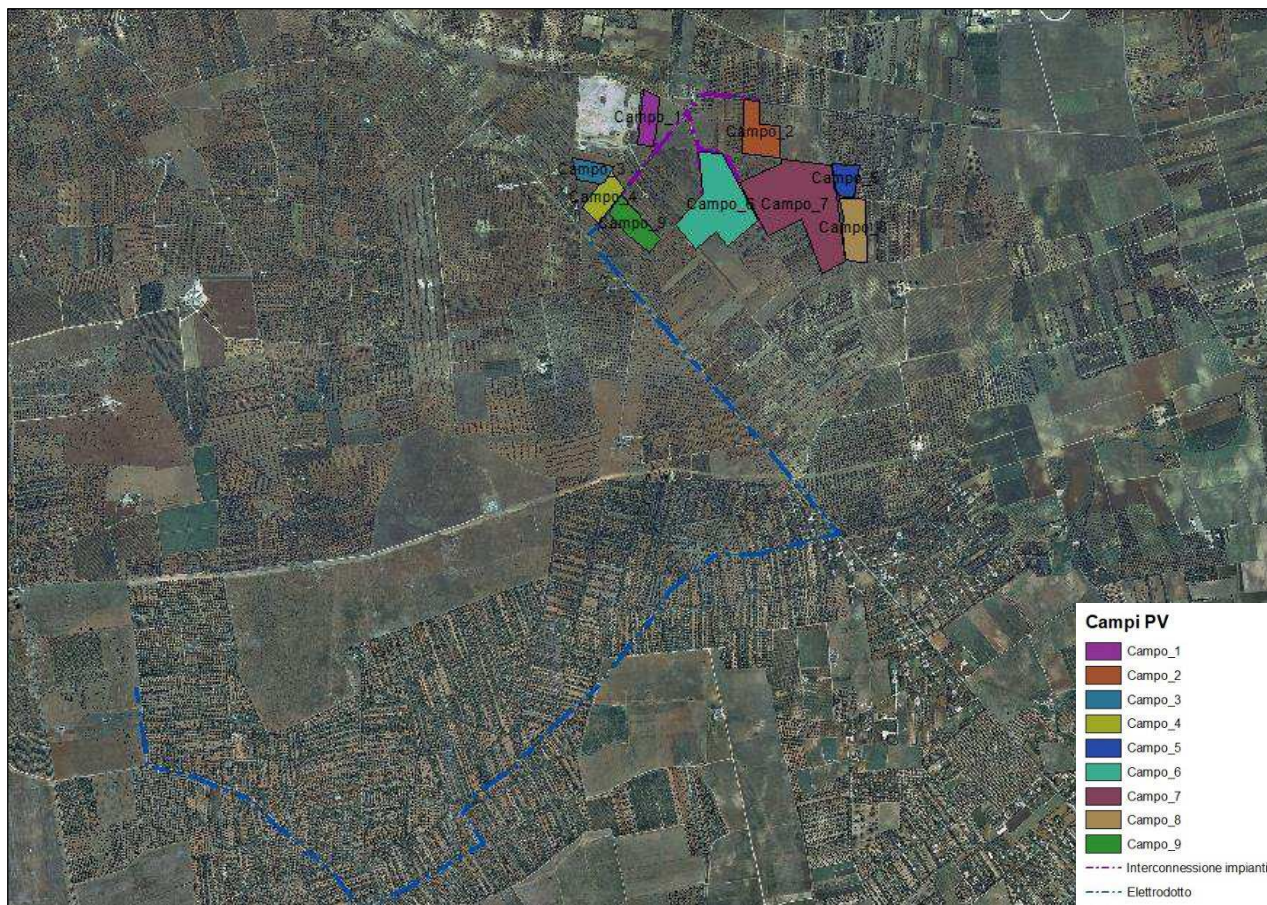 Campo_1
Campo_2
Campo_3
Campo_5
Campo_4
Campo_6
Campo_7
Campo_9
Campo_8
Campi PV
Campo_1
Campo_2
Campo_3
Campo_4
Campo_5
Campo_6
Campo_7
Campo_8
Campo_9
Interconnessione impianti
Elettrodotto